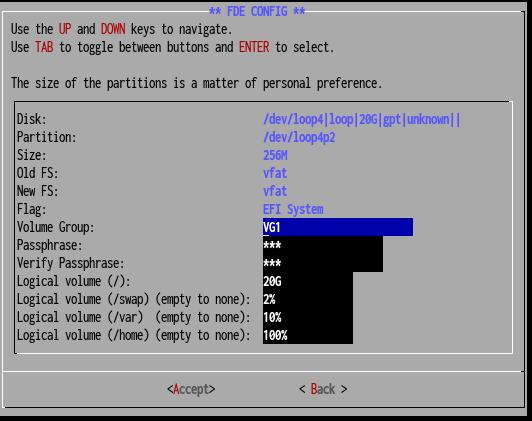 ** FDE CONFIG **
Use the UP and DOWN keys to navigate.
Use TAB to toggle between buttons and ENTER to select.
The size of the partitions is a matter of personal preference.
Disk: /dev/loop4|loop|20G|gpt|unknown||
Partition: /dev/loop4p2
Size: 256M
Old FS: vfat
New FS: vfat
Flag: EFI System
Volume Group: VG1
Passphrase: ***
Verify Passphrase: ***
Logical volume (/): 20G
Logical volume (/swap) (empty to none): 2%
Logical volume (/var) (empty to none): 10%
Logical volume (/home) (empty to none): 100%
<Accept> < Back >